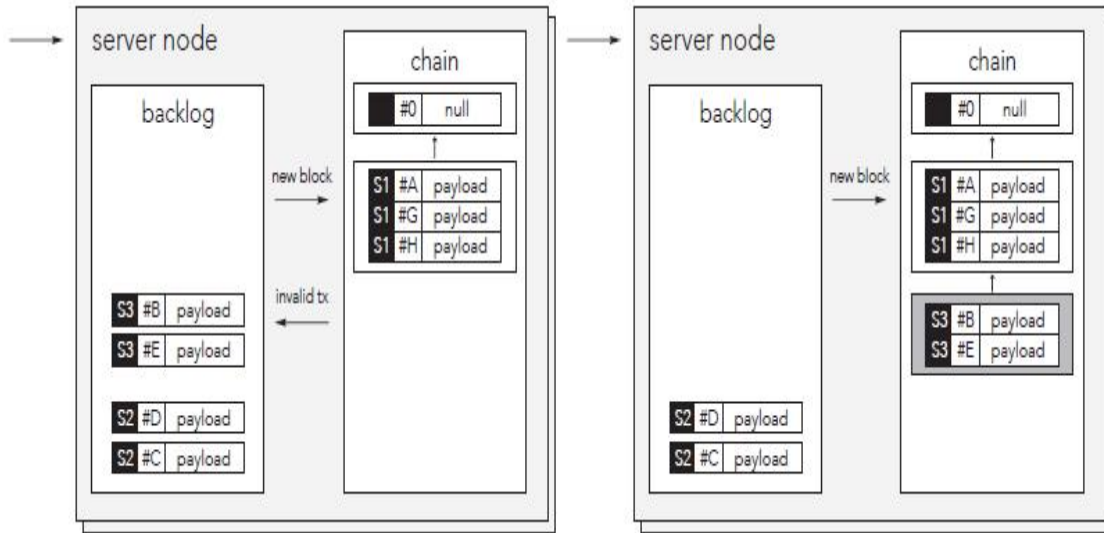 server node
chain
#0 null
backlog
new block
S1 #A payload
S1 #G payload
S1 #H payload
invalid tx
S3 #B payload
S3 #E payload
S2 #D payload
S2 #C payload
server node
chain
#0 null
backlog
new block
S1 #A payload
S1 #G payload
S1 #H payload
S3 #B payload
S3 #E payload
S2 #D payload
S2 #C payload